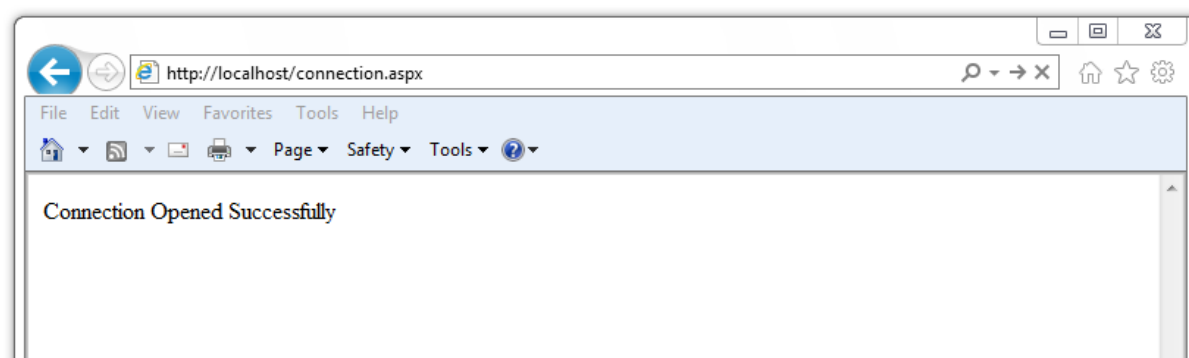 http://localhost/connection.aspx
File Edit View Favorites Tools Help
Page Safety Tools
Connection Opened Successfully